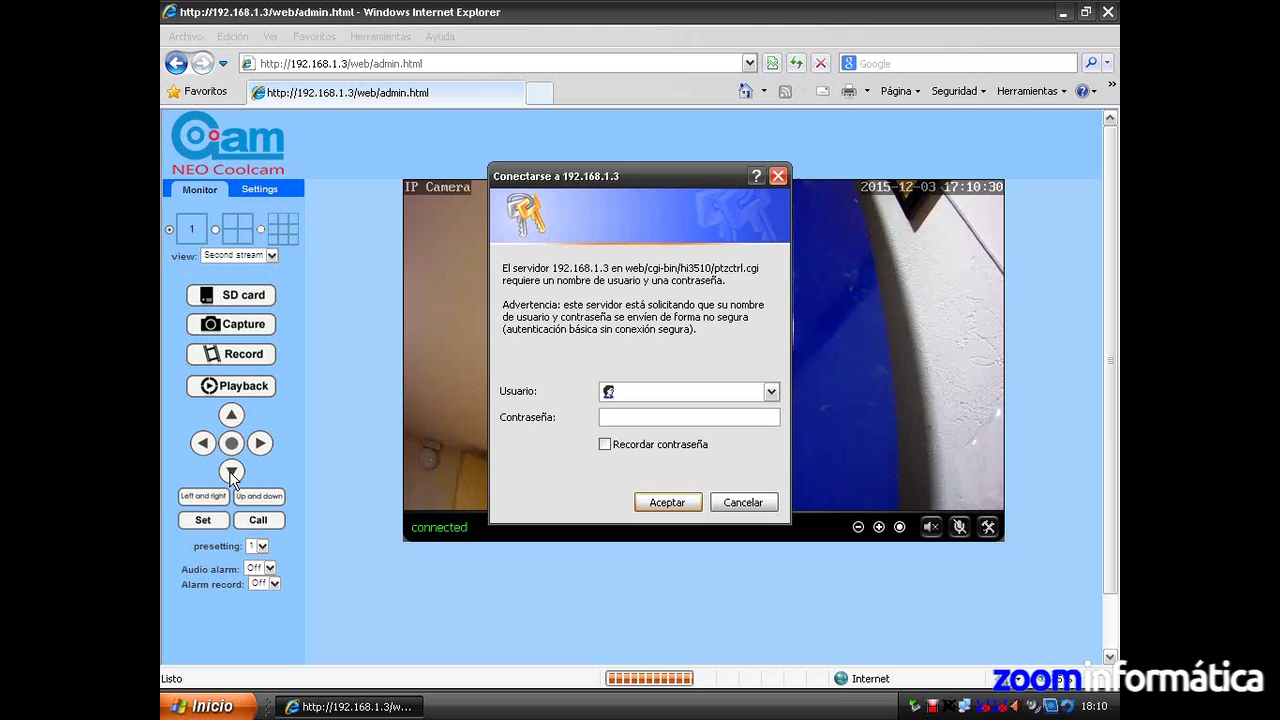 http://192.168.1.3/web/admin.html - Windows Internet Explorer
Archivo Edición Ver Favoritos Herramientas Ayuda
http://192.168.1.3/web/admin.html
Google
Favoritos
http://192.168.1.3/web/admin.html
Página
Seguridad
Herramientas
»
NEO Coolcam
Monitor
Settings
1
view: Second stream
SD card
Capture
Record
Playback
Left and right
Up and down
Set
Call
presetting: 1
Audio alarm: Off
Alarm record: Off
IP Camera
2015-12-03 17:10:30
Conectarse a 192.168.1.3
El servidor 192.168.1.3 en web/cgi-bin/hi3510/ptzctrl.cgi
requiere un nombre de usuario y una contraseña.
Advertencia: este servidor está solicitando que su nombre
de usuario y contraseña se envíen de forma no segura
(autenticación básica sin conexión segura).
Usuario:
Contraseña:
Recordar contraseña
Aceptar
Cancelar
connected
Listo
Internet
zoominformática
Inicio
http://192.168.1.3/w...
18:10